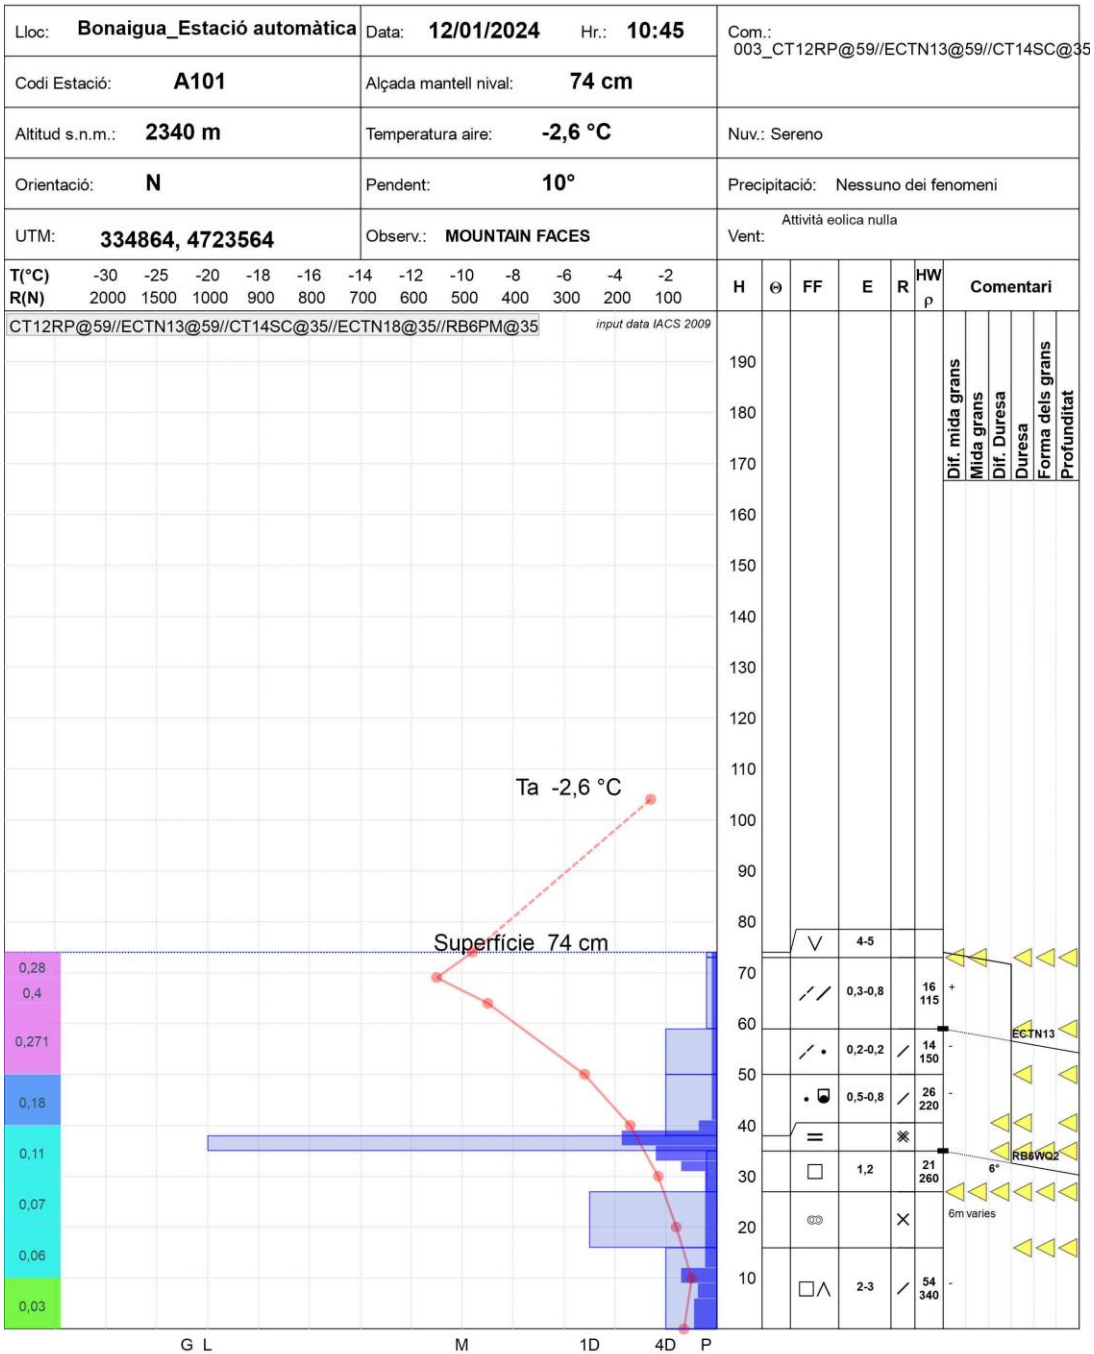 Lloc: Bonaigua_Estació automàtica Data: 12/01/2024 Hr.: 10:45 Com.:
003_CT12RP@59//ECTN13@59//CT14SC@35
Codi Estació: A101 Alçada mantell nival: 74 cm
Altitud s.n.m.: 2340 m Temperatura aire: -2,6 °C Nuv.: Sereno
Orientació: N Pendent: 10° Precipitació: Nessuno dei fenomeni
UTM: 334864, 4723564 Observ.: MOUNTAIN FACES Vent: Attività eolica nulla
T(°C) -30 -25 -20 -18 -16 -14 -12 -10 -8 -6 -4 -2
R(N) 2000 1500 1000 900 800 700 600 500 400 300 200 100
H Θ FF E R HW ρ Comentari
CT12RP@59//ECTN13@59//CT14SC@35//ECTN18@35//RB6PM@35 input data IACS 2009
Dif. mida grans
Mida grans
Dif. Duresa
Duresa
Forma dels grans
Profunditat
190
180
170
160
150
140
130
120
110
Ta -2,6 °C
100
90
80
Superfície 74 cm
4-5
0,28
70
0,4
0,3-0,8 16 +
115
60
ECTN13
0,271
0,2-0,2 14 -
150
50
0,18
0,5-0,8 26 -
220
40
0,11
RB6WQ2
30
1,2 21 6°
260
0,07
6m varies
20
0,06
10
0,03
2-3 54 -
340
G L M 1D 4D P